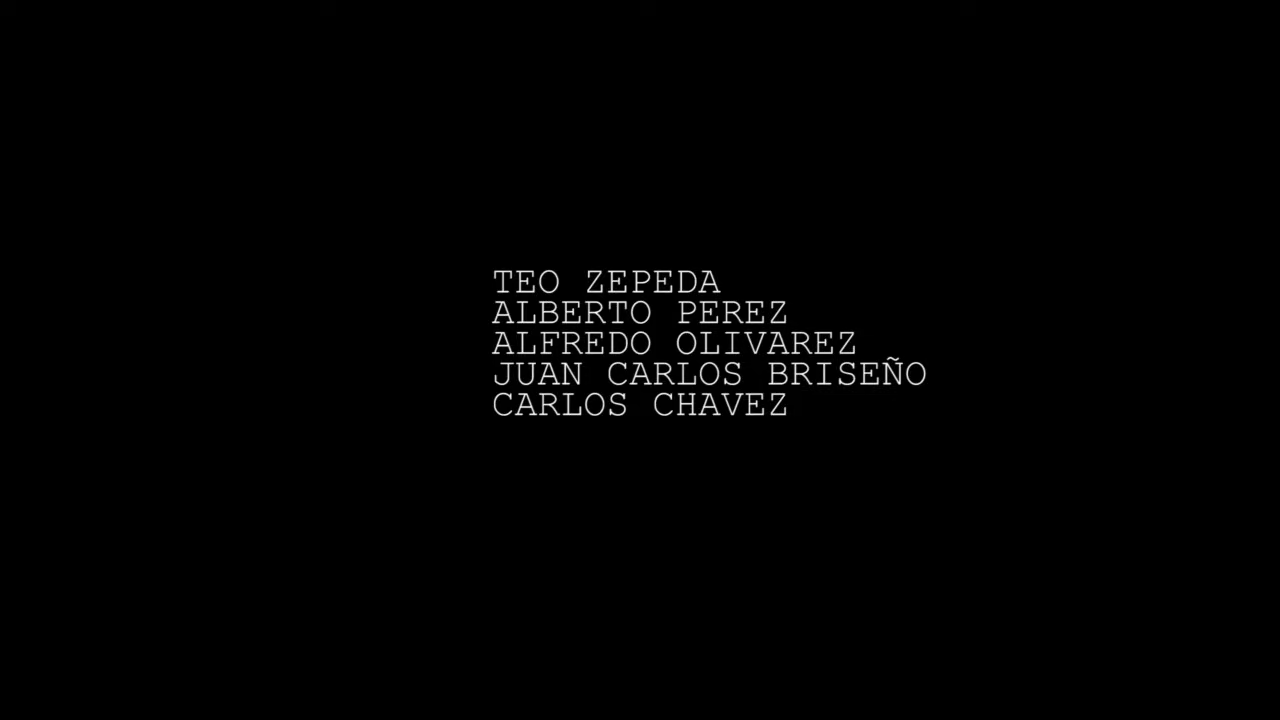 TEO ZEPEDA
ALBERTO PEREZ
ALFREDO OLIVAREZ
JUAN CARLOS BRISEÑO
CARLOS CHAVEZ